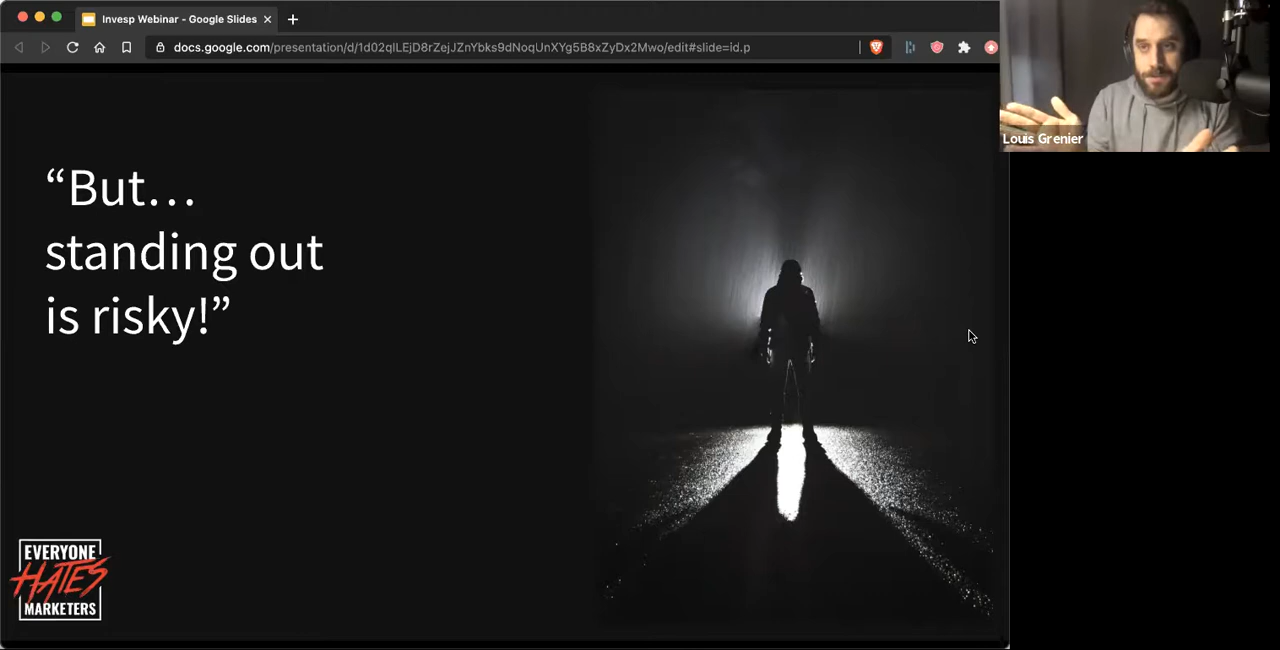 Invesp Webinar - Google Slides
docs.google.com/presentation/d/1d02qlLEjD8rZejJZnYbks9dNoqUnXYg5B8xZyDx2Mwo/edit#slide=id.p
Louis Grenier
“But…
standing out
is risky!”
EVERYONE
HATES
MARKETERS